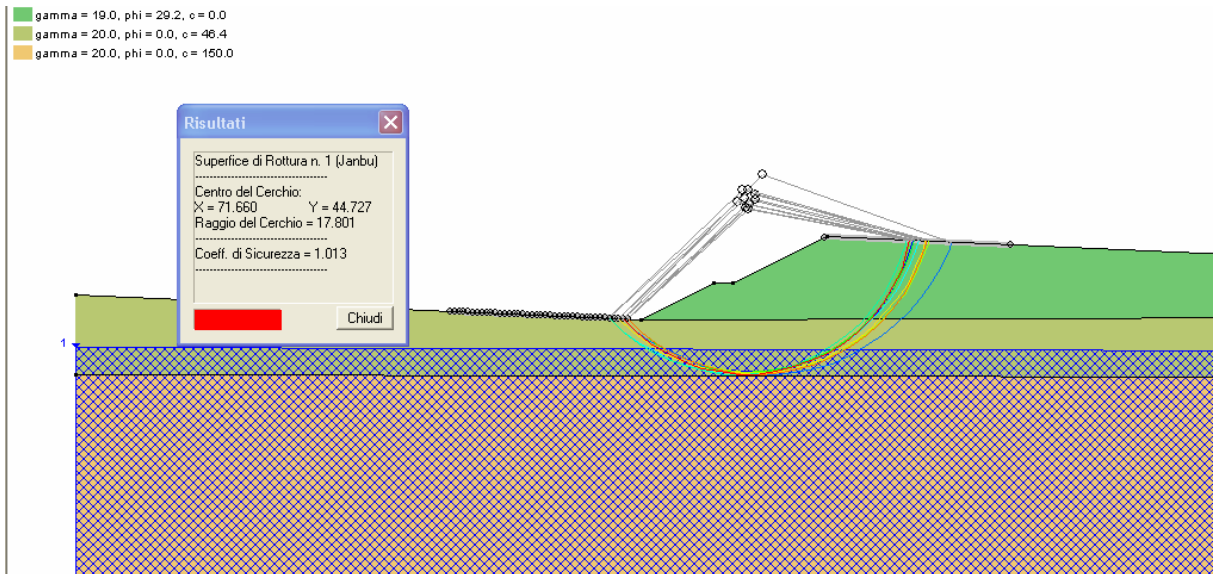 gamma = 19.0, phi = 29.2, c = 0.0
gamma = 20.0, phi = 0.0, c = 46.4
gamma = 20.0, phi = 0.0, c = 150.0
Risultati
Superfice di Rottura n. 1 (Janbu)
-----------------------------------
Centro del Cerchio:
X = 71.660 Y = 44.727
Raggio del Cerchio = 17.801
-----------------------------------
Coeff. di Sicurezza = 1.013
-----------------------------------
Chiudi
1